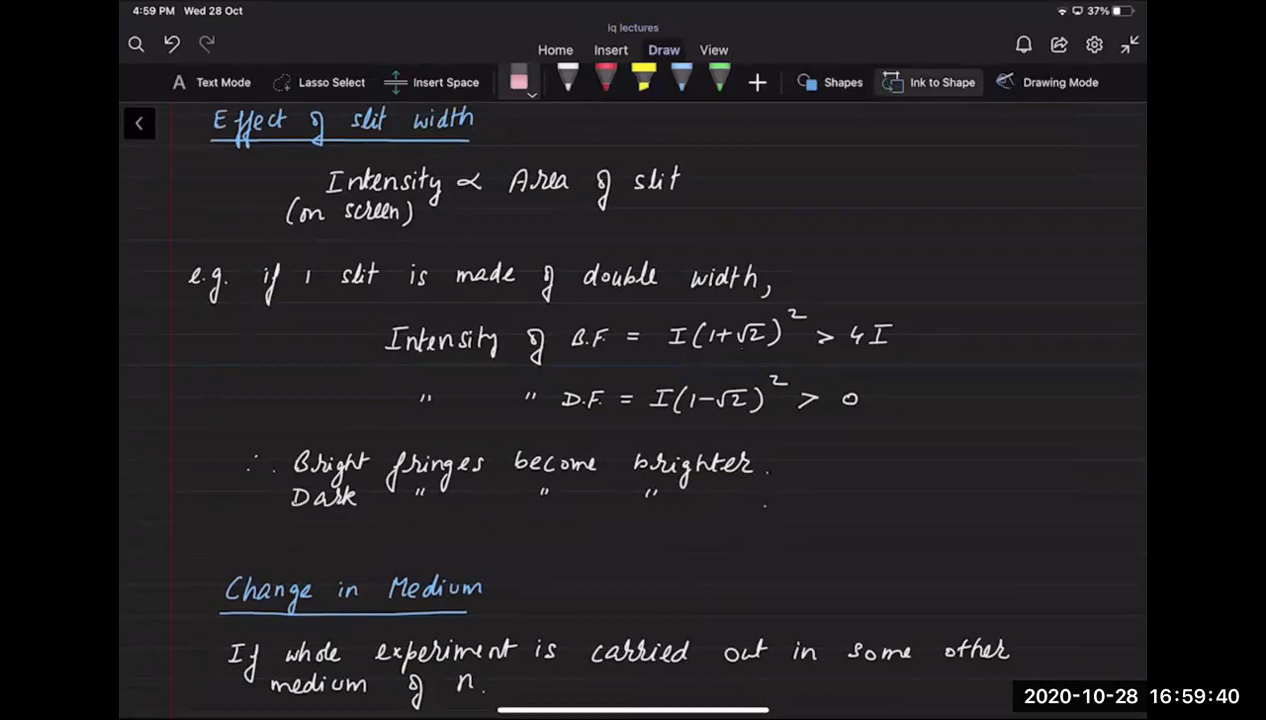 4:59 PM Wed 28 Oct
37%
iq lectures
Home Insert Draw View
Text Mode Lasso Select Insert Space Shapes Ink to Shape Drawing Mode
Effect of slit width
Intensity ∝ Area of slit
(on screen)
e.g. if 1 slit is made of double width,
Intensity of B.F. = I(1+√2)² > 4I
" " D.F. = I(1-√2)² > 0
∴ Bright fringes become brighter.
Dark " " " .
Change in Medium
If whole experiment is carried out in some other
medium of n.
2020-10-28 16:59:40